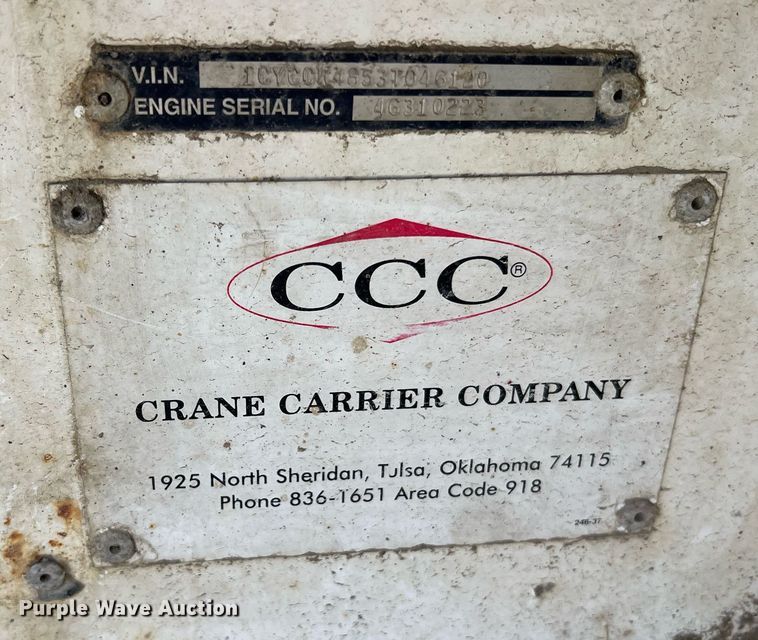 V.I.N.
ENGINE SERIAL NO. 4G310223
CCC®
CRANE CARRIER COMPANY
1925 North Sheridan, Tulsa, Oklahoma 74115
Phone 836-1651 Area Code 918
246-37
Purple Wave Auction